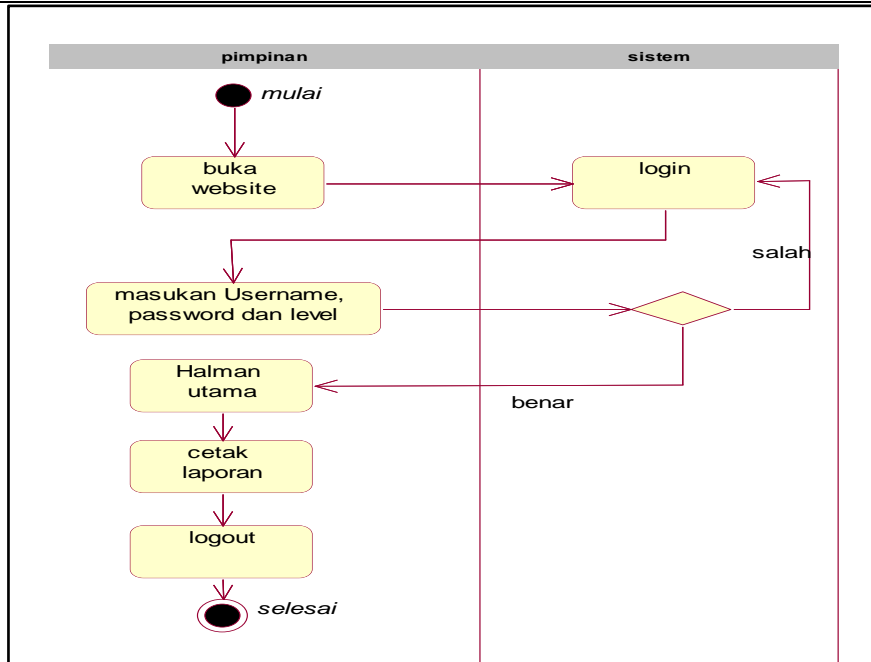 pimpinan
sistem
mulai
buka
website
login
salah
masukan Username,
password dan level
Halman
utama
benar
cetak
laporan
logout
selesai